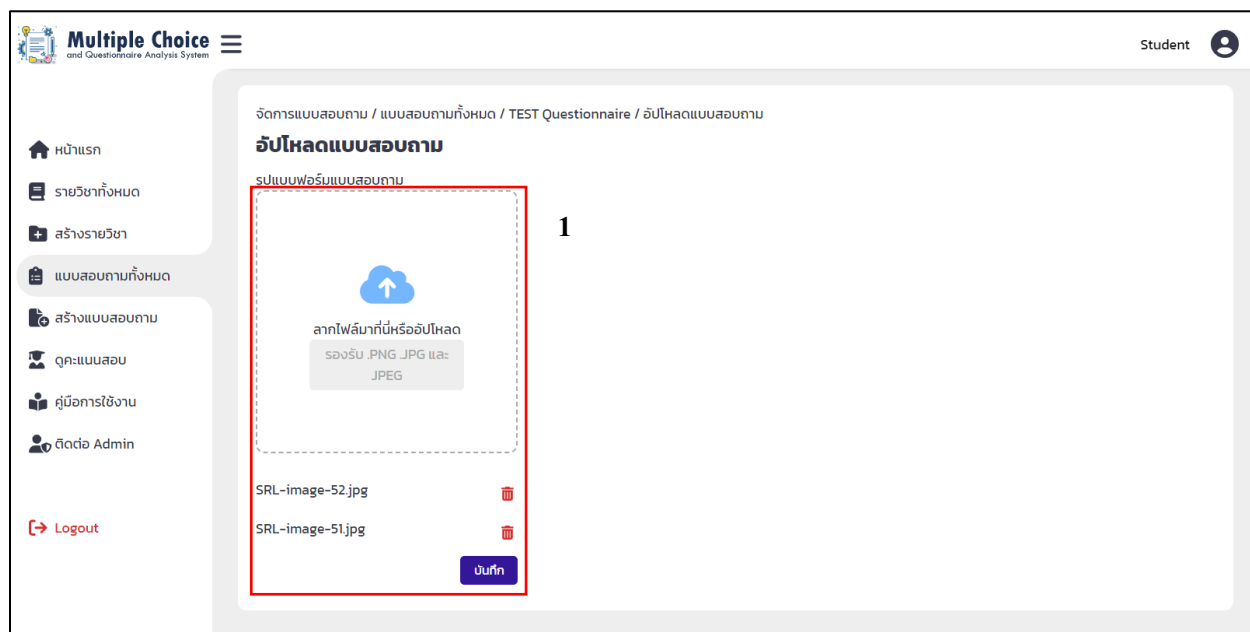 Multiple Choice
and Questionnaire Analysis System
Student
หน้าแรก
รายวิชาทั้งหมด
สร้างรายวิชา
แบบสอบถามทั้งหมด
สร้างแบบสอบถาม
ดูคะแนนสอบ
คู่มือการใช้งาน
ติดต่อ Admin
Logout
จัดการแบบสอบถาม / แบบสอบถามทั้งหมด / TEST Questionnaire / อัปโหลดแบบสอบถาม
อัปโหลดแบบสอบถาม
รูปแบบฟอร์มแบบสอบถาม
1
ลากไฟล์มาที่นี่หรืออัปโหลด
รองรับ .PNG .JPG และ
JPEG
SRL-image-52.jpg
SRL-image-51.jpg
บันทึก